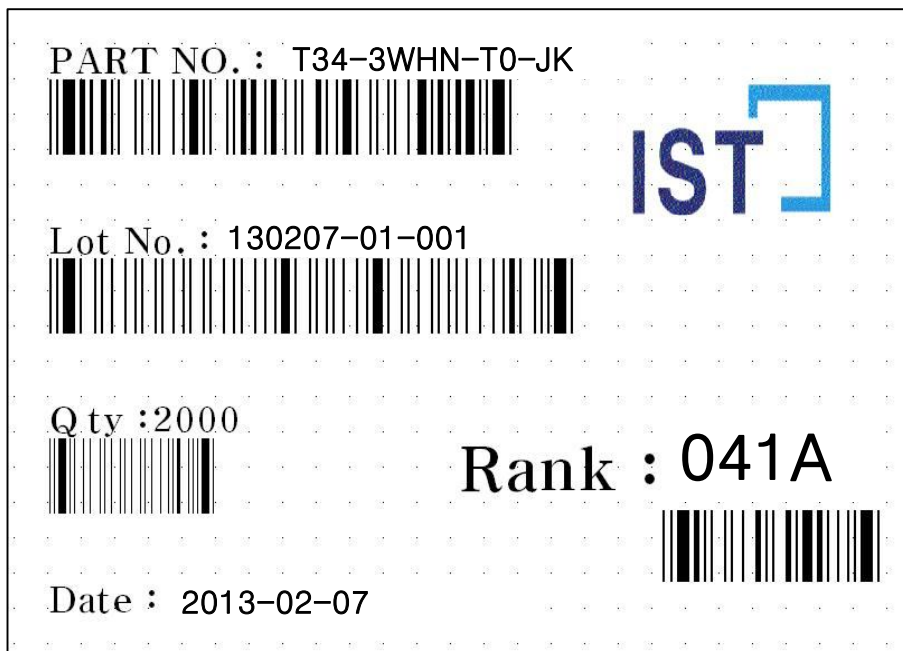 PART NO. : T34-3WHN-T0-JK
IST
Lot No. : 130207-01-001
Q ty :2000
Rank : 041A
Date : 2013-02-07